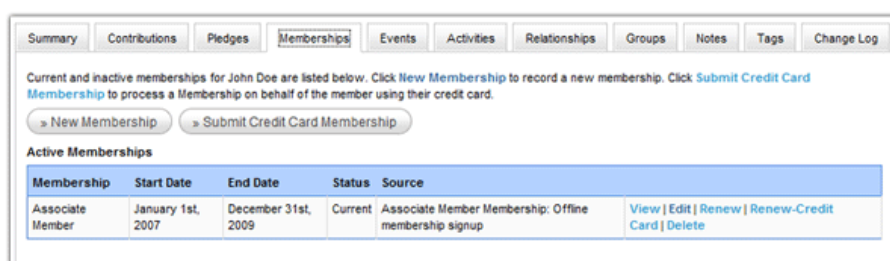 Summary Contributions Pledges Memberships Events Activities Relationships Groups Notes Tags Change Log
Current and inactive memberships for John Doe are listed below. Click New Membership to record a new membership. Click Submit Credit Card
Membership to process a Membership on behalf of the member using their credit card.
» New Membership » Submit Credit Card Membership
Active Memberships
Membership Start Date End Date Status Source
Associate January 1st, December 31st, Current Associate Member Membership: Offline View | Edit | Renew | Renew-Credit
Member 2007 2009 membership signup Card | Delete